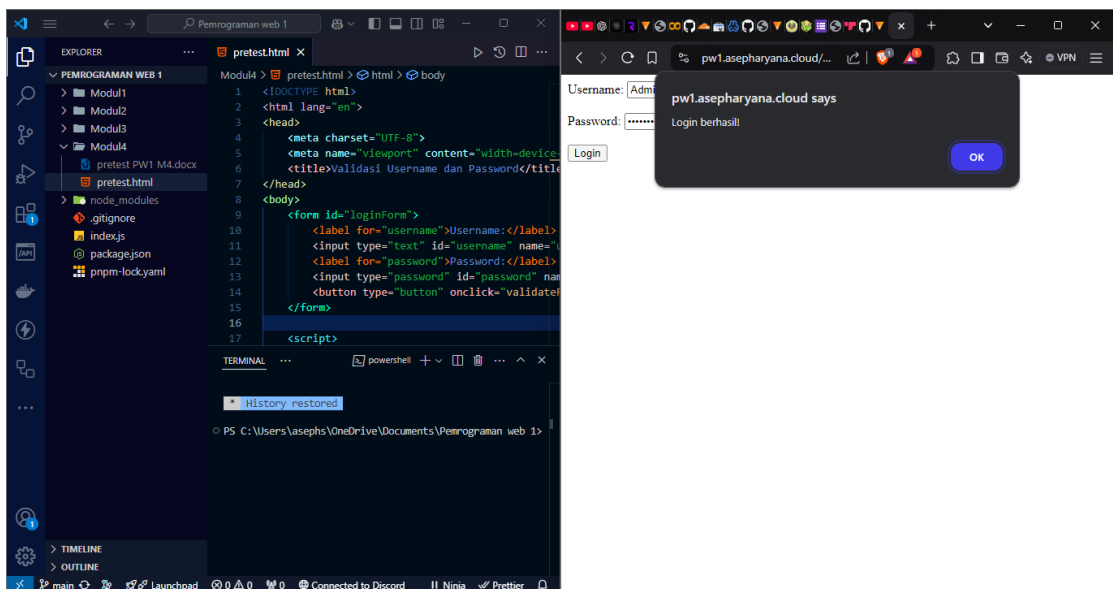 Pemrograman web 1
EXPLORER
PEMROGRAMAN WEB 1
Modul1
Modul2
Modul3
Modul4
pretest PW1 M4.docx
pretest.html
node_modules
.gitignore
index.js
package.json
pnpm-lock.yaml
TIMELINE
OUTLINE
pretest.html
Modul4 > pretest.html > html > body
1 <!DOCTYPE html>
2 <html lang="en">
3 <head>
4 <meta charset="UTF-8">
5 <meta name="viewport" content="width=device-
6 <title>Validasi Username dan Password</title
7 </head>
8 <body>
9 <form id="loginForm">
10 <label for="username">Username:</label>
11 <input type="text" id="username" name="u
12 <label for="password">Password:</label>
13 <input type="password" id="password" nam
14 <button type="button" onclick="validateF
15 </form>
16
17 <script>
TERMINAL
powershell
* History restored
PS C:\Users\asephs\OneDrive\Documents\Pemrograman web 1>
main
Launchpad
0 0
0
Connected to Discord
Ninja
Prettier
pw1.asepharyana.cloud/...
VPN
Username: Admi
Password:
Login
pw1.asepharyana.cloud says
Login berhasil!
OK